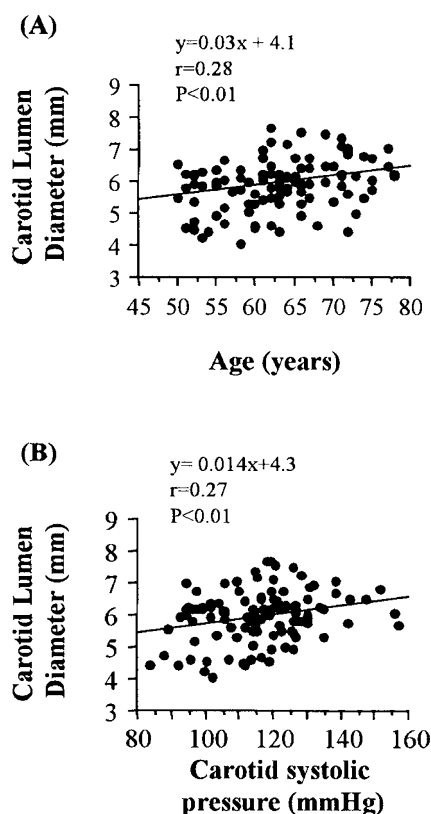 (A)
y=0.03x + 4.1
r=0.28
P<0.01
Carotid Lumen
Diameter (mm)
9
8
7
6
5
4
3
45 50 55 60 65 70 75 80
Age (years)
(B)
y= 0.014x+4.3
r=0.27
P<0.01
Carotid Lumen
Diameter (mm)
9
8
7
6
5
4
3
80 100 120 140 160
Carotid systolic
pressure (mmHg)